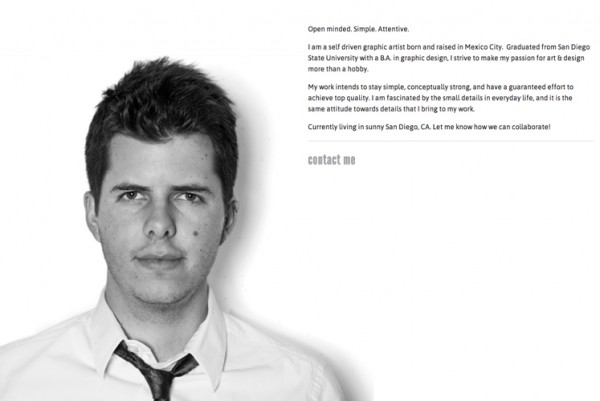 Open minded. Simple. Attentive.
I am a self driven graphic artist born and raised in Mexico City. Graduated from San Diego
State University with a B.A. in graphic design, I strive to make my passion for art & design
more than a hobby.
My work intends to stay simple, conceptually strong, and have a guaranteed effort to
achieve top quality. I am fascinated by the small details in everyday life, and it is the
same attitude towards details that I bring to my work.
Currently living in sunny San Diego, CA. Let me know how we can collaborate!
contact me